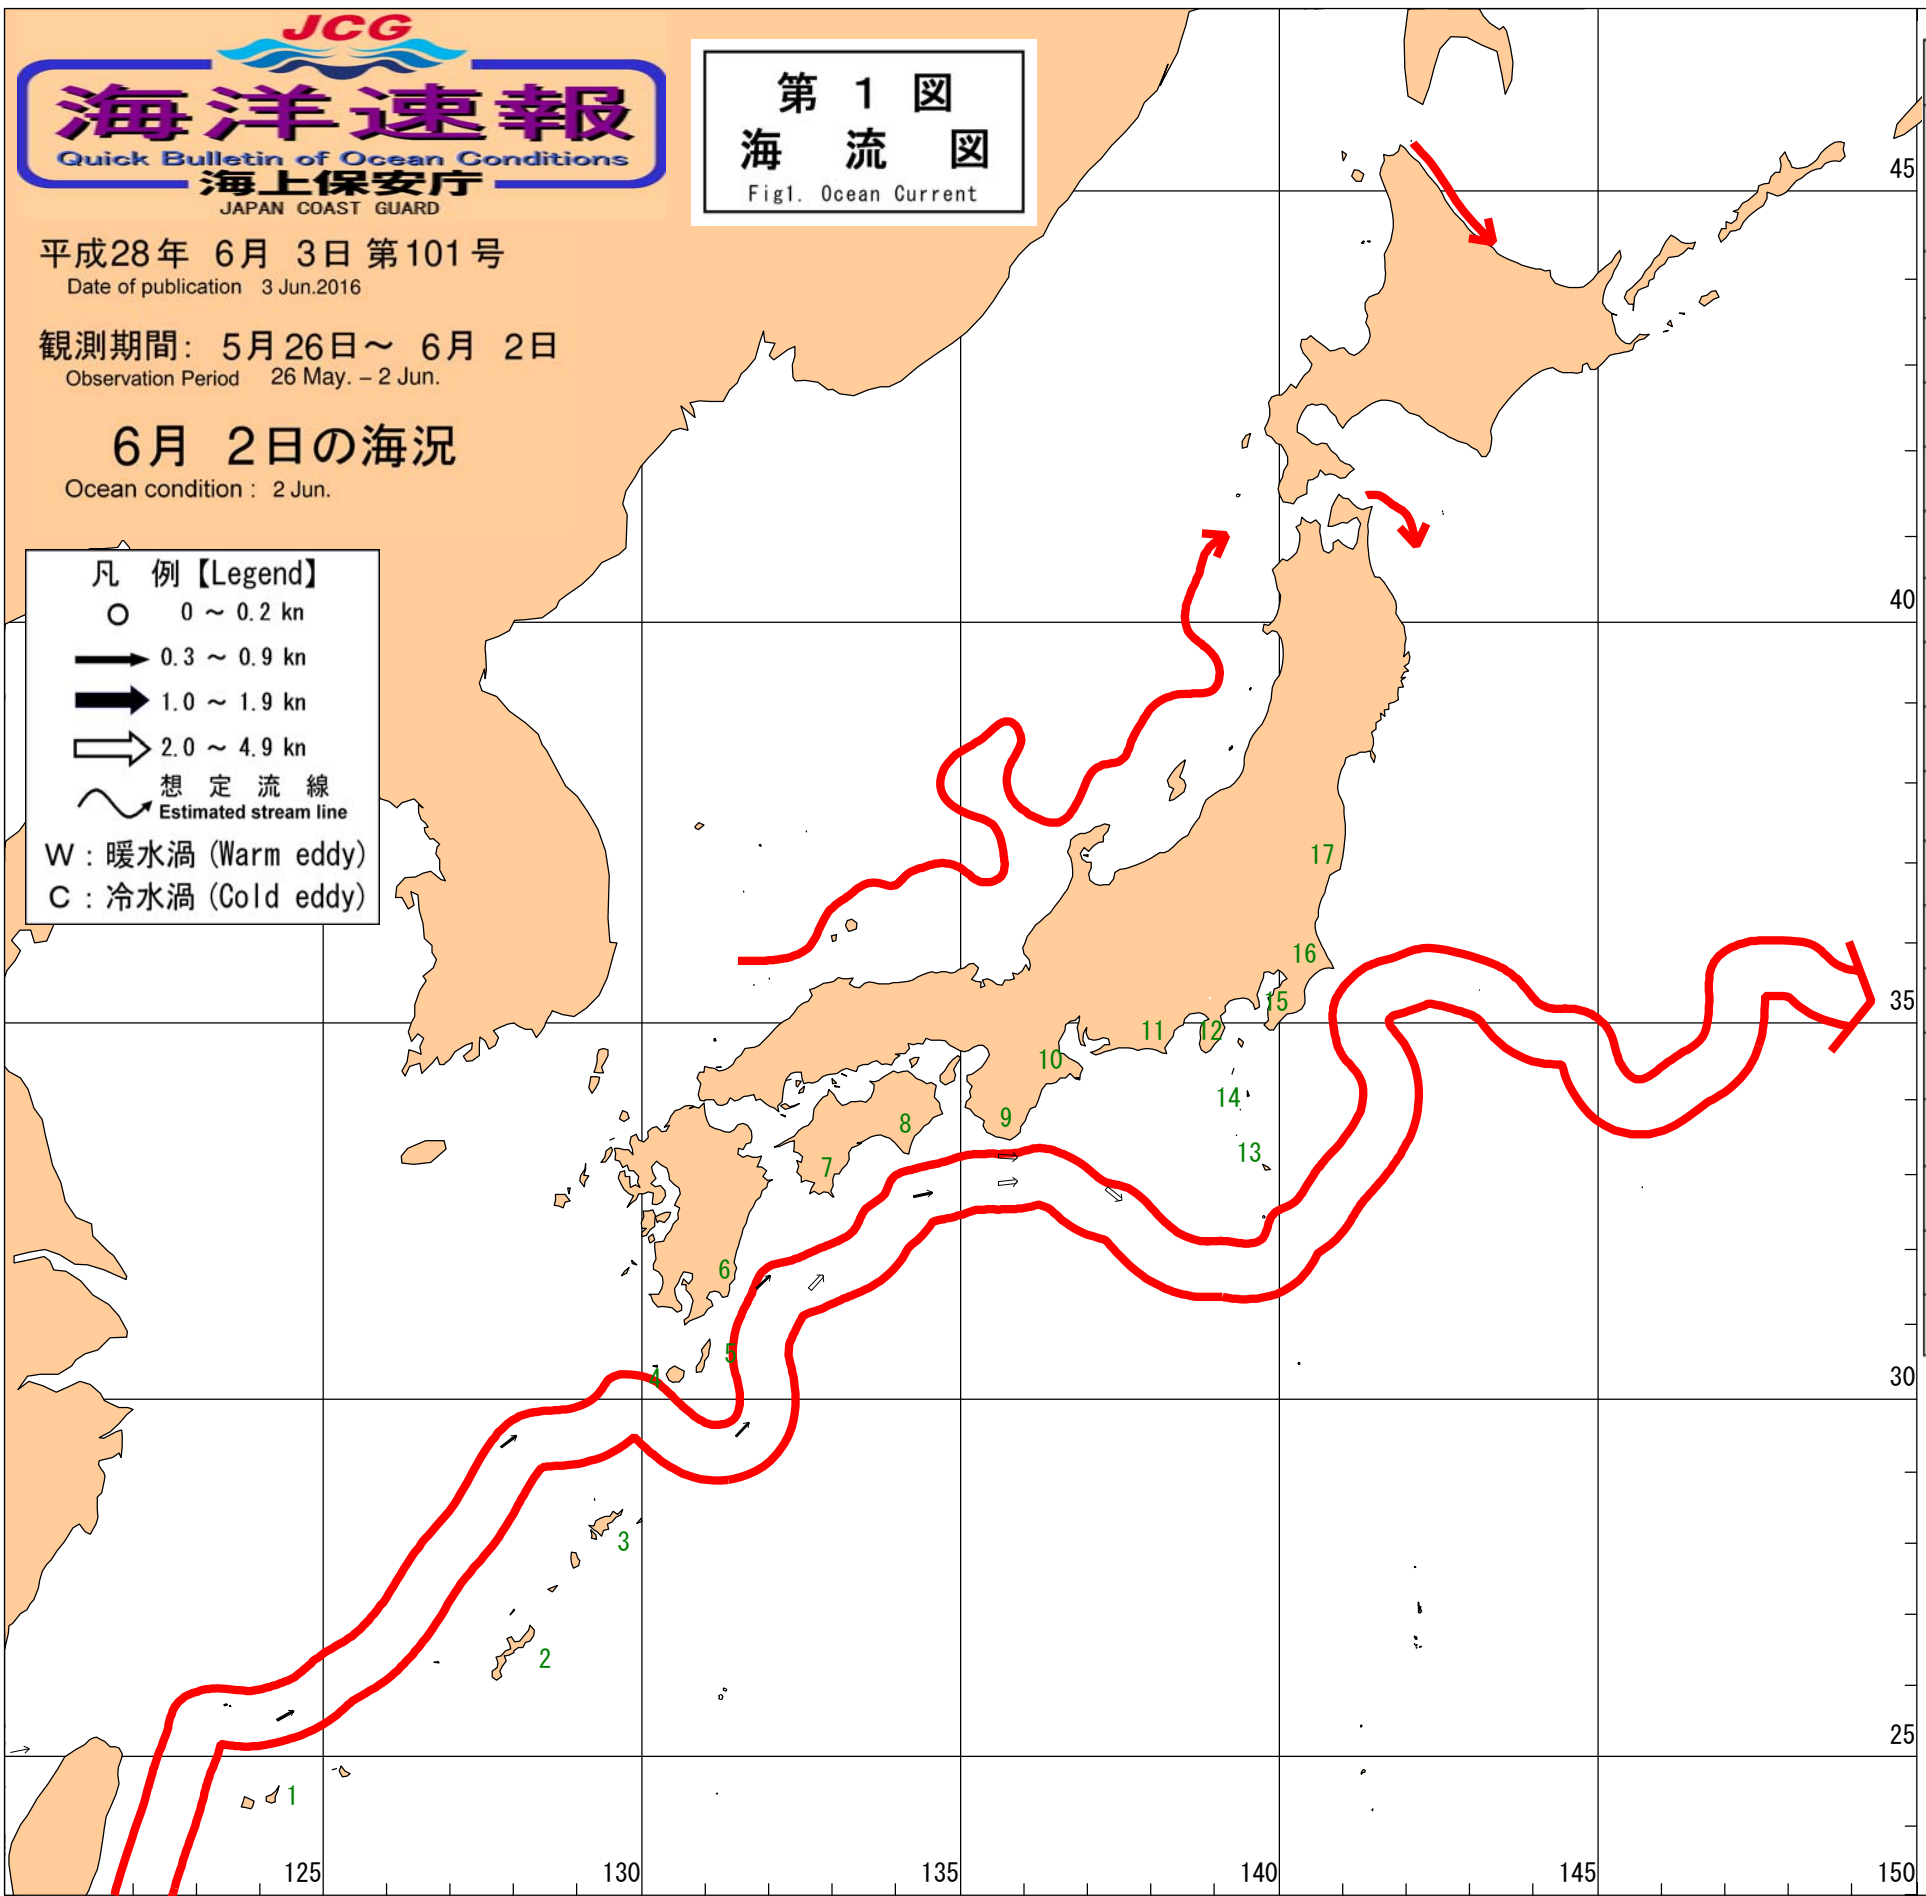 JCG
海洋速報
Quick Bulletin of Ocean Conditions
海上保安庁
JAPAN COAST GUARD
平成28年 6月 3日 第101号
Date of publication 3 Jun.2016
観測期間: 5月26日～ 6月 2日
Observation Period 26 May. – 2 Jun.
6月 2日の海況
Ocean condition : 2 Jun.
第 1 図
海 流 図
Fig1. Ocean Current
凡 例【Legend】
0 ～ 0.2 kn
0.3 ～ 0.9 kn
1.0 ～ 1.9 kn
2.0 ～ 4.9 kn
想 定 流 線
Estimated stream line
W : 暖水渦 (Warm eddy)
C : 冷水渦 (Cold eddy)
45
40
17
16
35
15
12
11
10
14
9
8
13
7
6
5
4
30
3
2
25
1
125
130
135
140
145
150